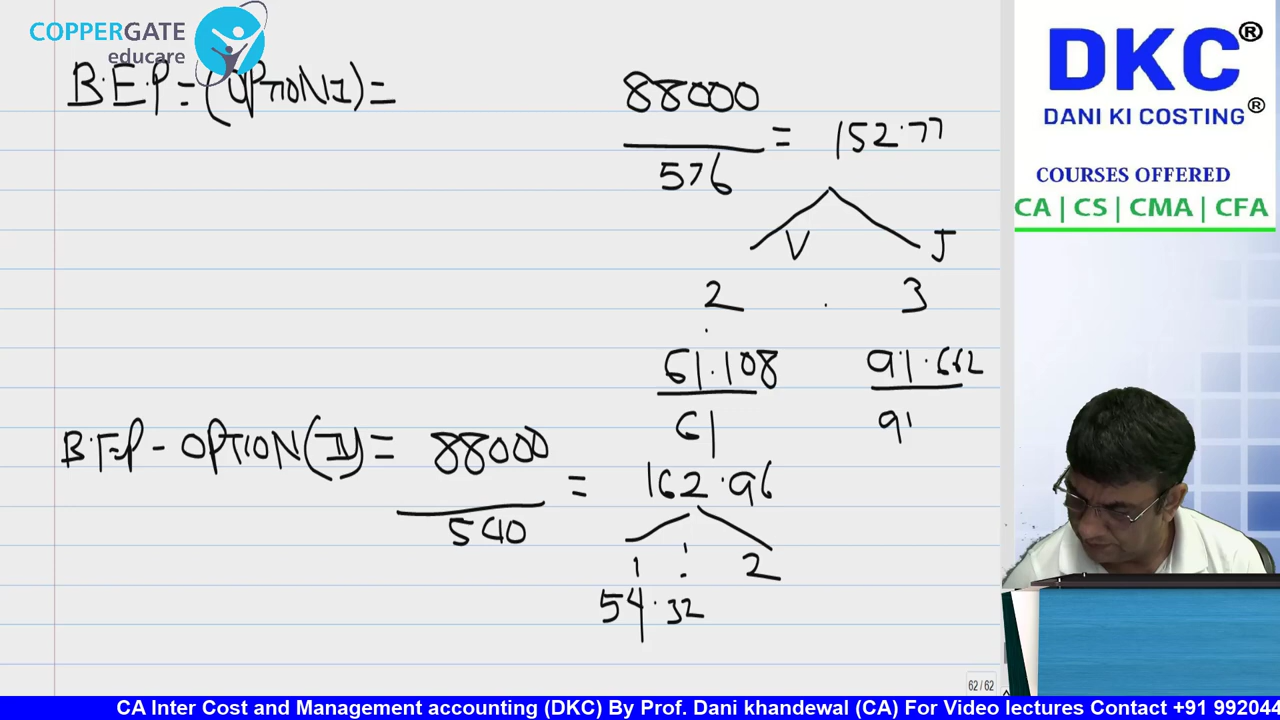 COPPERGATE
educare
B.E.P = (OPTION I) =
88000
576
= 152.77
V J
2 . 3
61.108 91.662
61 91
B.E.P - OPTION (II) = 88000
540
= 162.96
1 : 2
54.32
DKC®
DANI KI COSTING®
COURSES OFFERED
CA | CS | CMA | CFA
62 / 62
CA Inter Cost and Management accounting (DKC) By Prof. Dani khandewal (CA) For Video lectures Contact +91 992044